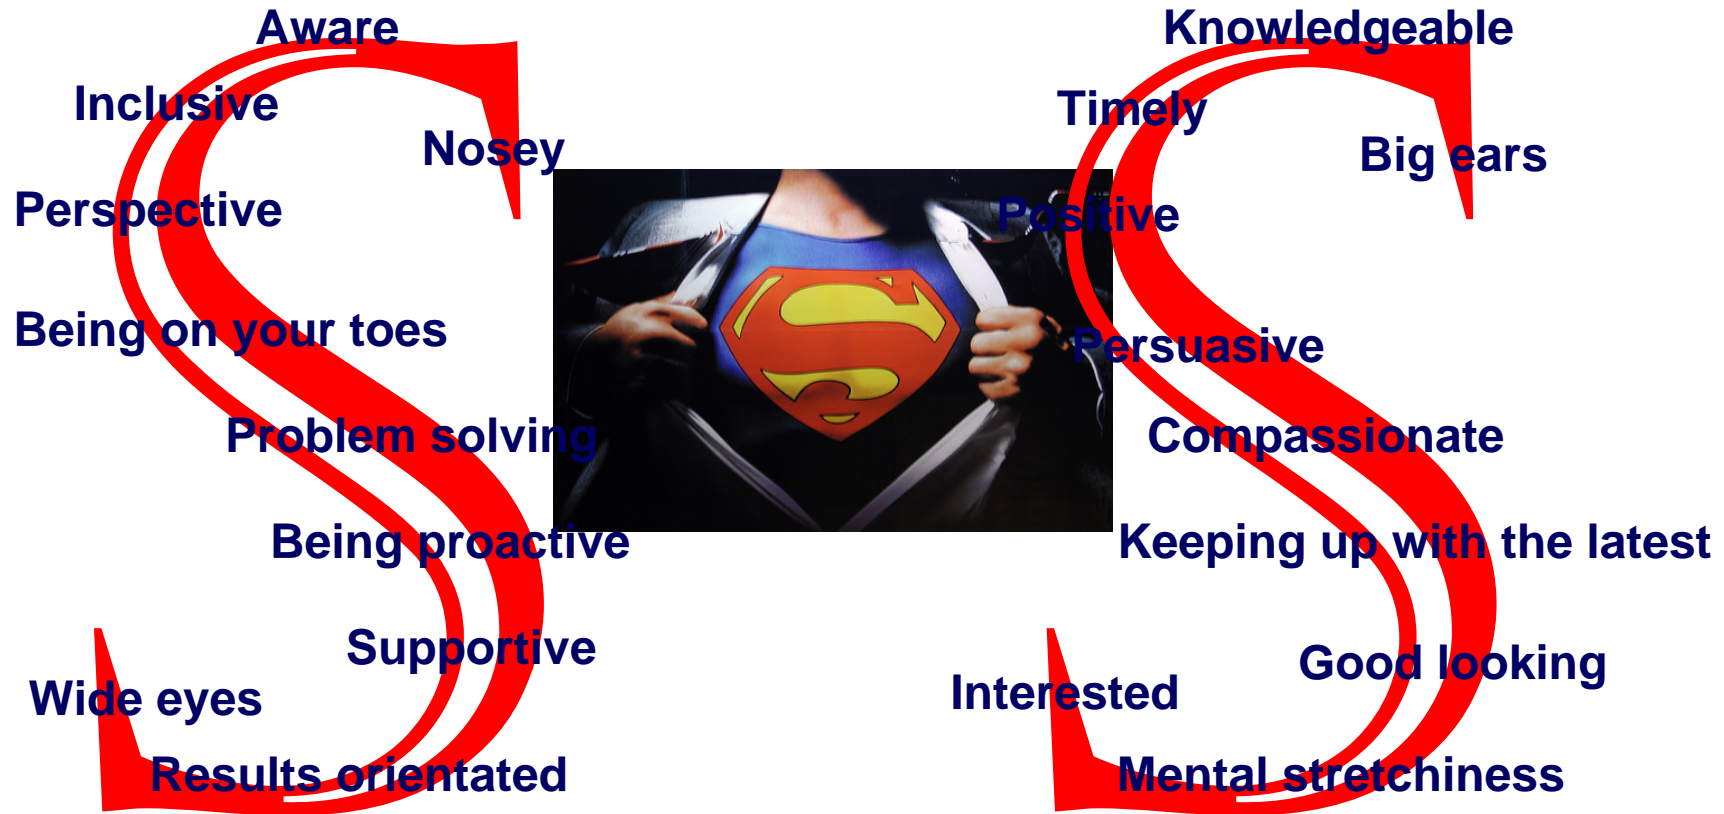 Aware
Inclusive
Nosey
Perspective
Being on your toes
Problem solving
Being proactive
Supportive
Wide eyes
Results orientated
S
S
S
Knowledgeable
Timely
Big ears
Positive
Persuasive
Compassionate
Keeping up with the latest
Good looking
Interested
Mental stretchiness